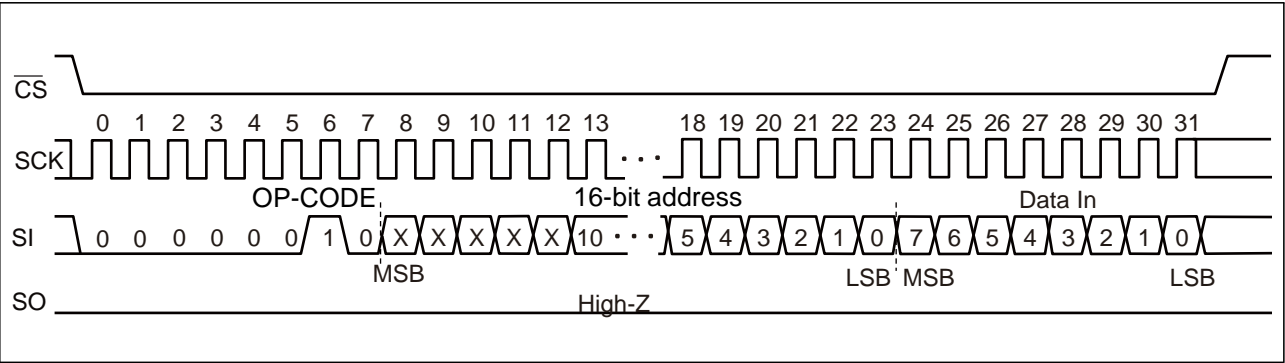 CS
0 1 2 3 4 5 6 7 8 9 10 11 12 13 18 19 20 21 22 23 24 25 26 27 28 29 30 31
SCK ···
OP-CODE 16-bit address Data In
SI 0 0 0 0 0 0 1 0 X X X X X 10 ··· 5 4 3 2 1 0 7 6 5 4 3 2 1 0
MSB LSB MSB LSB
SO High-Z